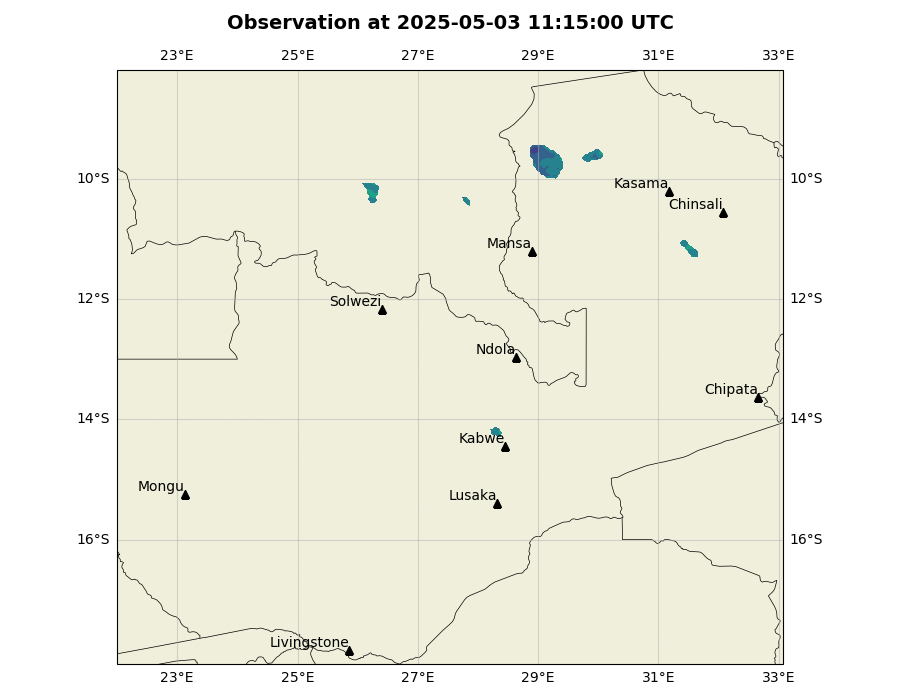 Observation at 2025-05-03 11:15:00 UTC
23°E 25°E 27°E 29°E 31°E 33°E
10°S 10°S
Kasama
Chinsali
Mansa
12°S 12°S
Solwezi
Ndola
Chipata
14°S 14°S
Kabwe
Mongu
Lusaka
16°S 16°S
Livingstone
23°E 25°E 27°E 29°E 31°E 33°E